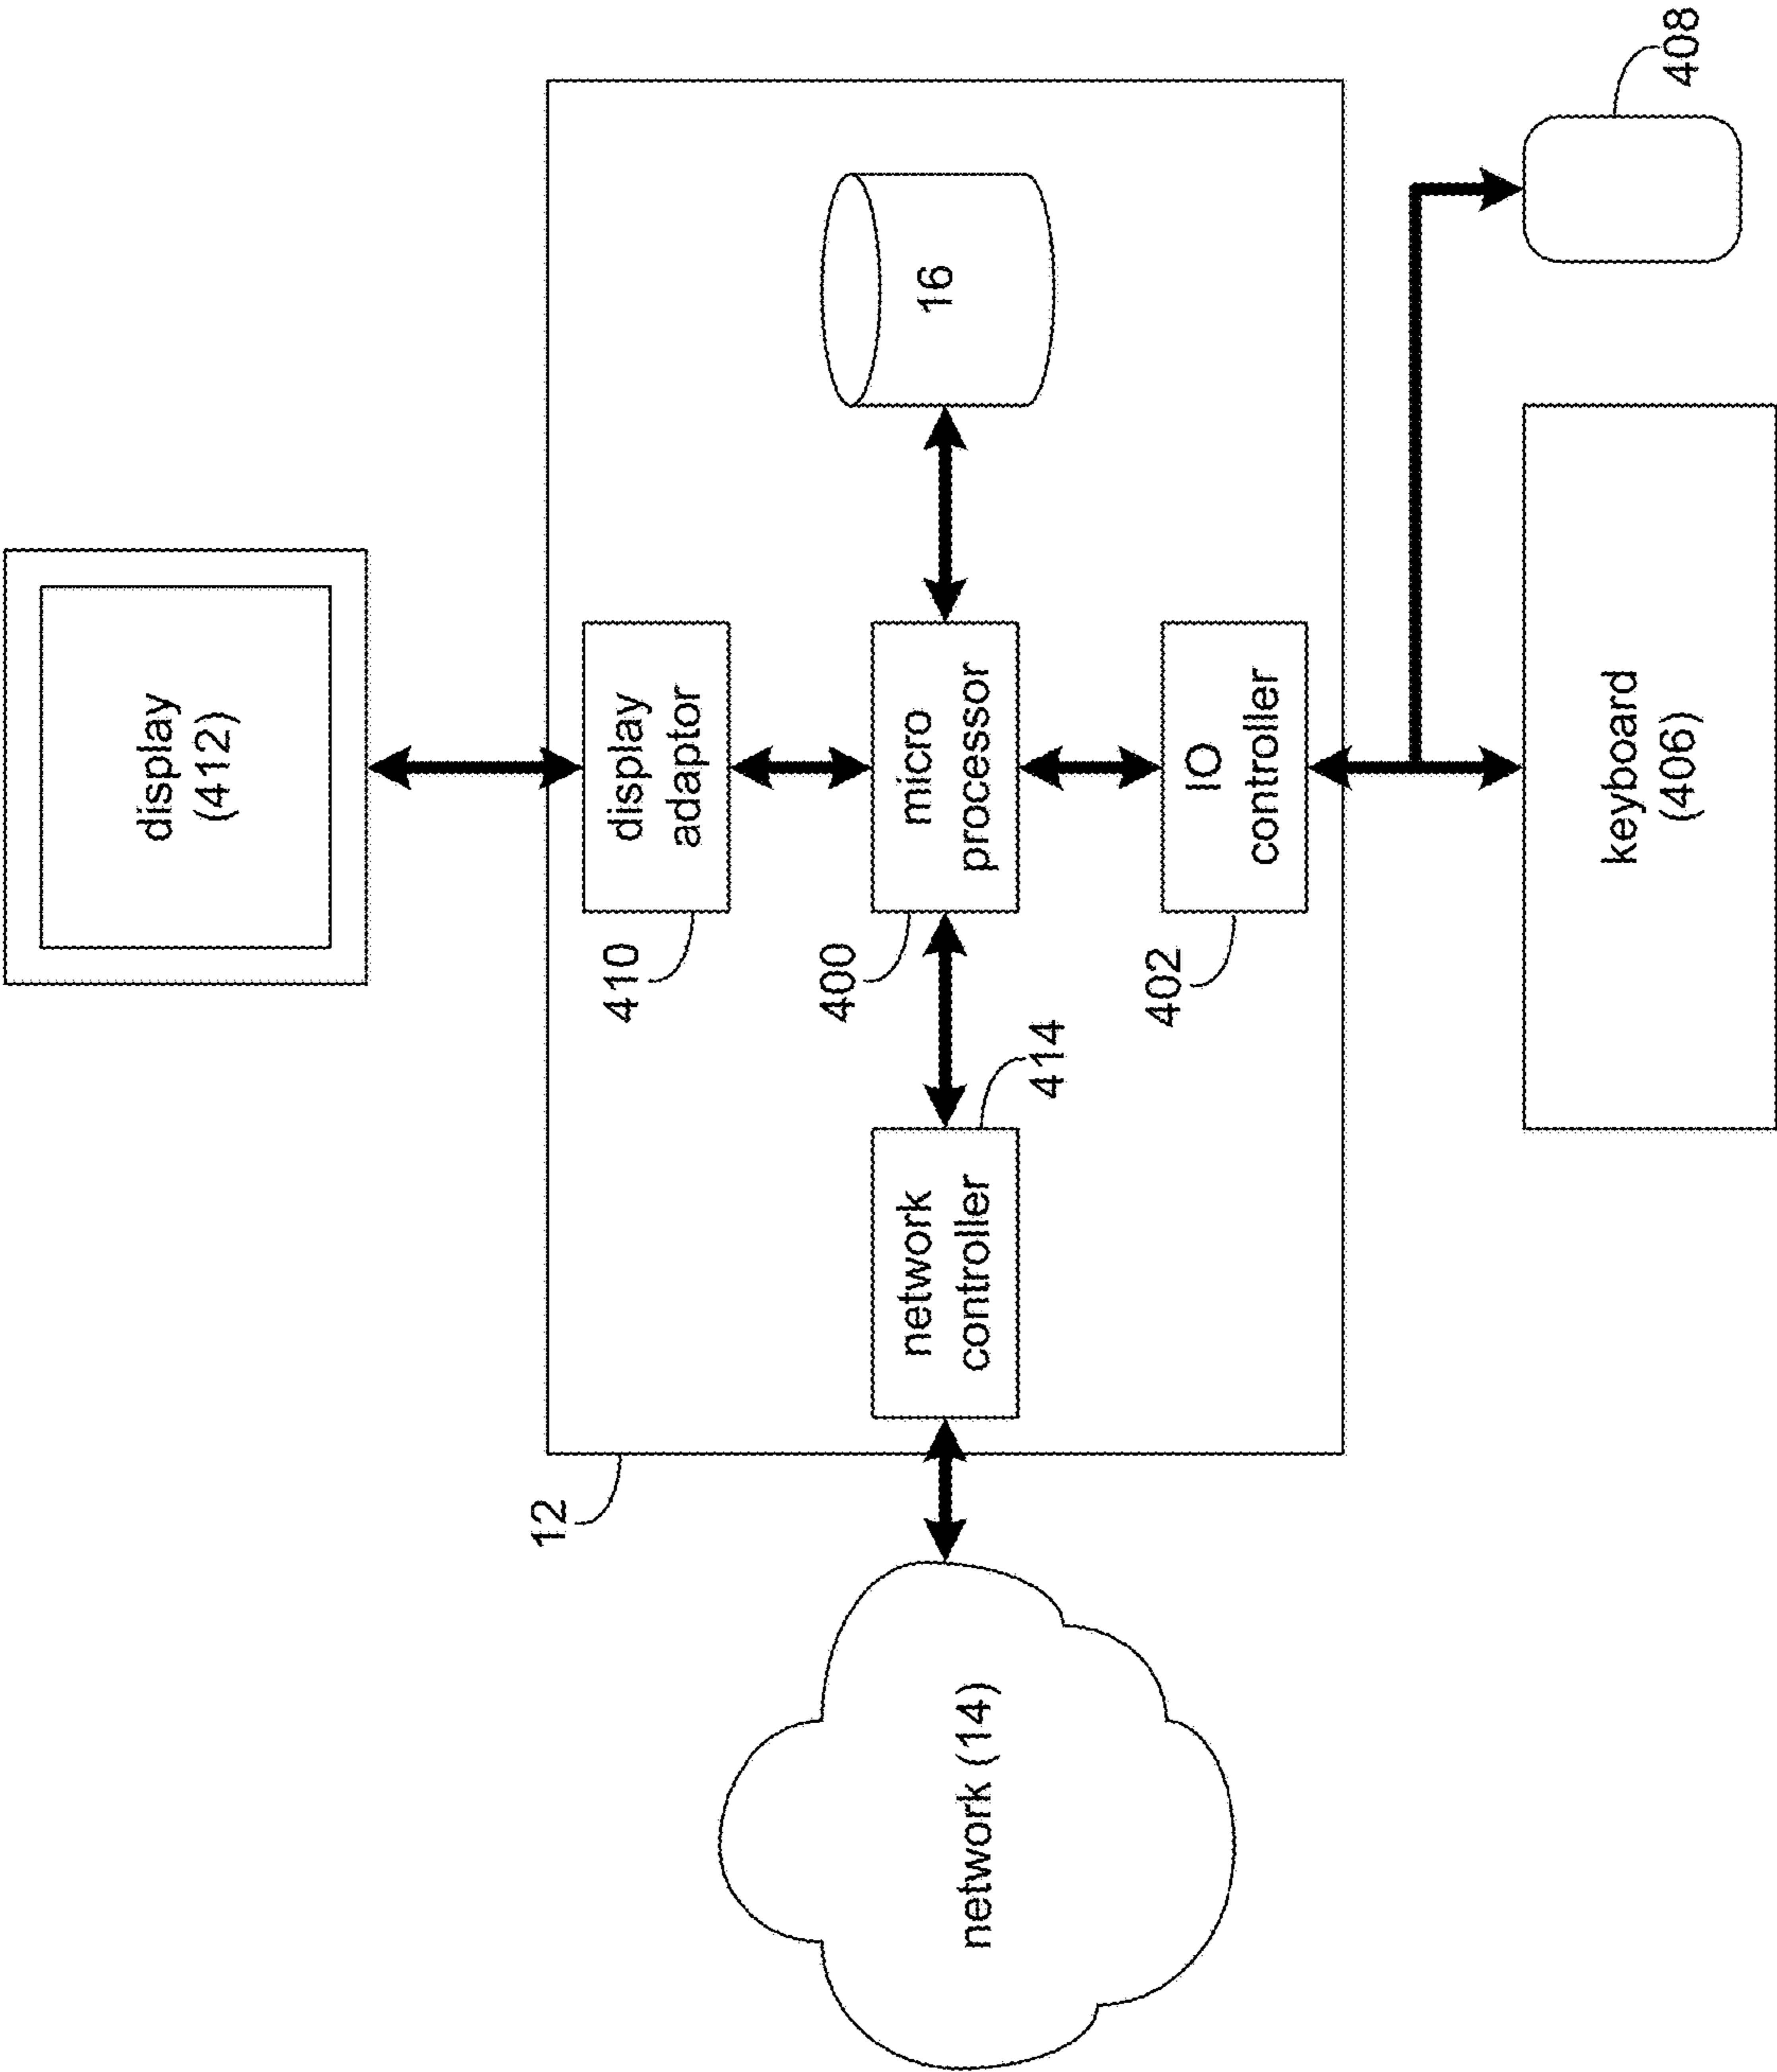 display
(412)
display
adaptor
410
micro
processor
400
16
network
controller
414
IO
controller
402
12
network (14)
keyboard
(406)
408